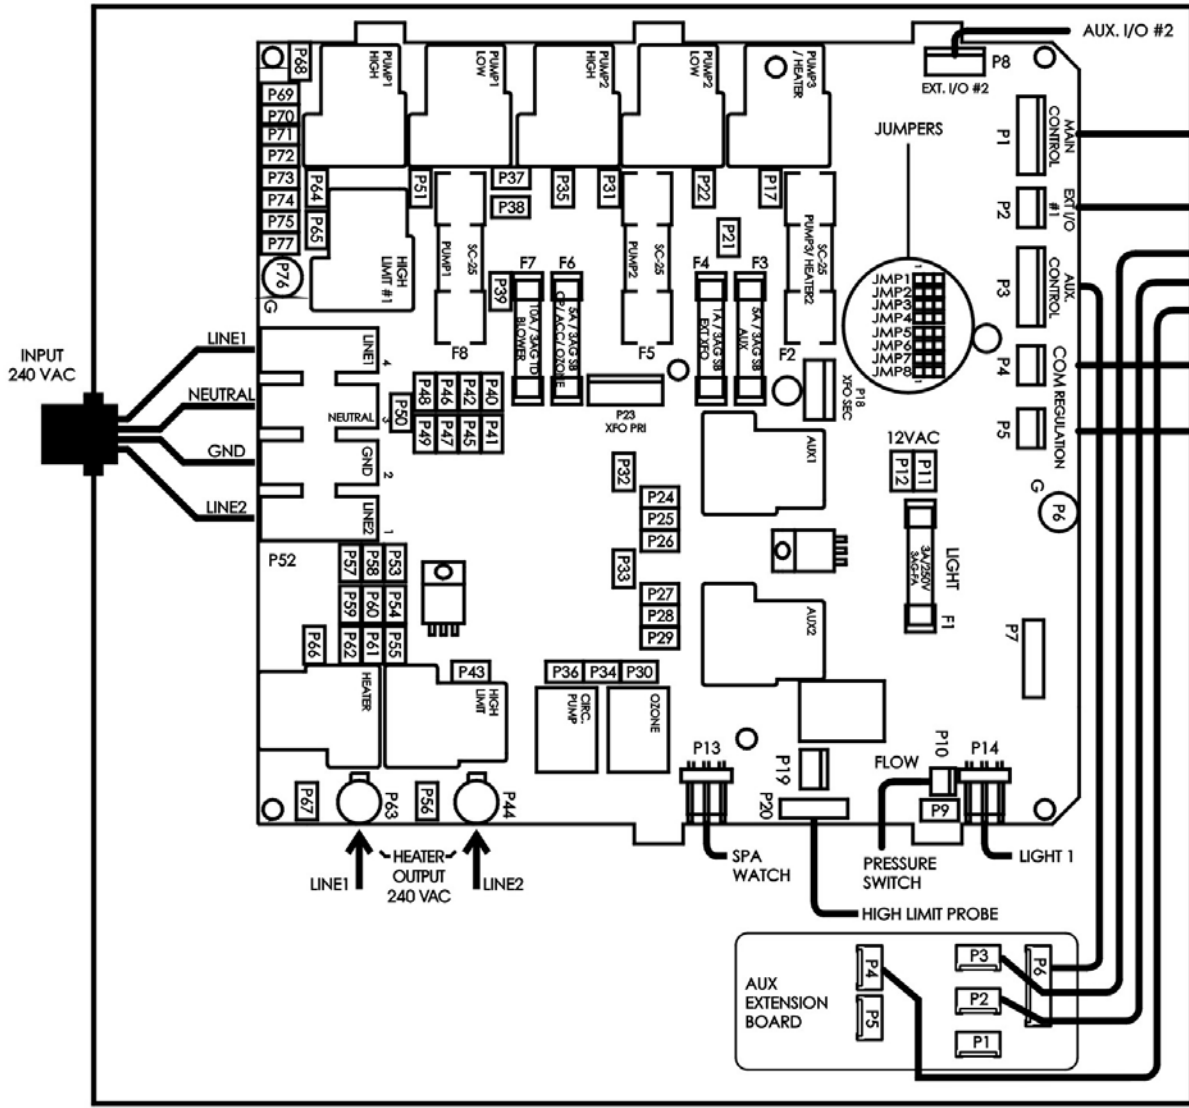 AUX. I/O #2
P8
EXT. I/O #2
P68
PUMP1
HIGH
PUMP1
LOW
PUMP2
HIGH
PUMP2
LOW
PUMP3
/ HEATER
P69
P70
P71
P72
P73
P74
P75
P77
P76
G
P64
P65
HIGH
LIMIT #1
P51
P37
P38
P35
P31
P22
P17
P21
PUMP1
SC-25
F8
P39
F7
10A / 3AG TD
BLOWER
F6
5A / 3AG SB
CP/ ACC/ OZONE
PUMP2
SC-25
F5
F4
1A / 3AG SB
EXT XFO
F3
5A / 3AG SB
AUX
SC-25
PUMP3/ HEATER2
F2
JUMPERS
1
JMP1
JMP2
JMP3
JMP4
JMP5
JMP6
JMP7
JMP8
1
P1
MAIN
CONTROL
P2
EXT I/O
#1
P3
AUX.
CONTROL
P4
P5
COM REGULATION
INPUT
240 VAC
LINE1
NEUTRAL
GND
LINE2
LINE1
4
NEUTRAL
3
GND
2
LINE2
1
P52
P50
P48
P46
P42
P40
P49
P47
P45
P41
P23
XFO PRI
P18
XFO SEC
P32
P24
P25
P26
P33
P27
P28
P29
AUX1
AUX2
12VAC
P12
P11
G
P6
3A/250V
3AG-FA
LIGHT
F1
P7
P57
P58
P53
P59
P60
P54
P62
P61
P55
P66
HEATER
P43
HIGH
LIMIT
P36
P34
P30
CIRC.
PUMP
OZONE
P67
P63
P56
P44
P13
P19
P20
FLOW
P10
P9
P14
HEATER
OUTPUT
240 VAC
LINE1
LINE2
SPA
WATCH
PRESSURE
SWITCH
LIGHT 1
HIGH LIMIT PROBE
AUX
EXTENSION
BOARD
P4
P5
P3
P2
P1
P6